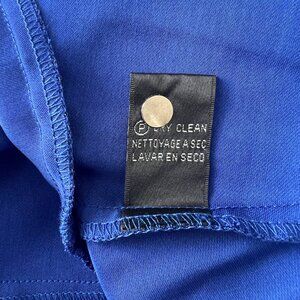 Ⓟ DRY CLEAN
NETTOYAGE A SEC
LAVAR EN SECO